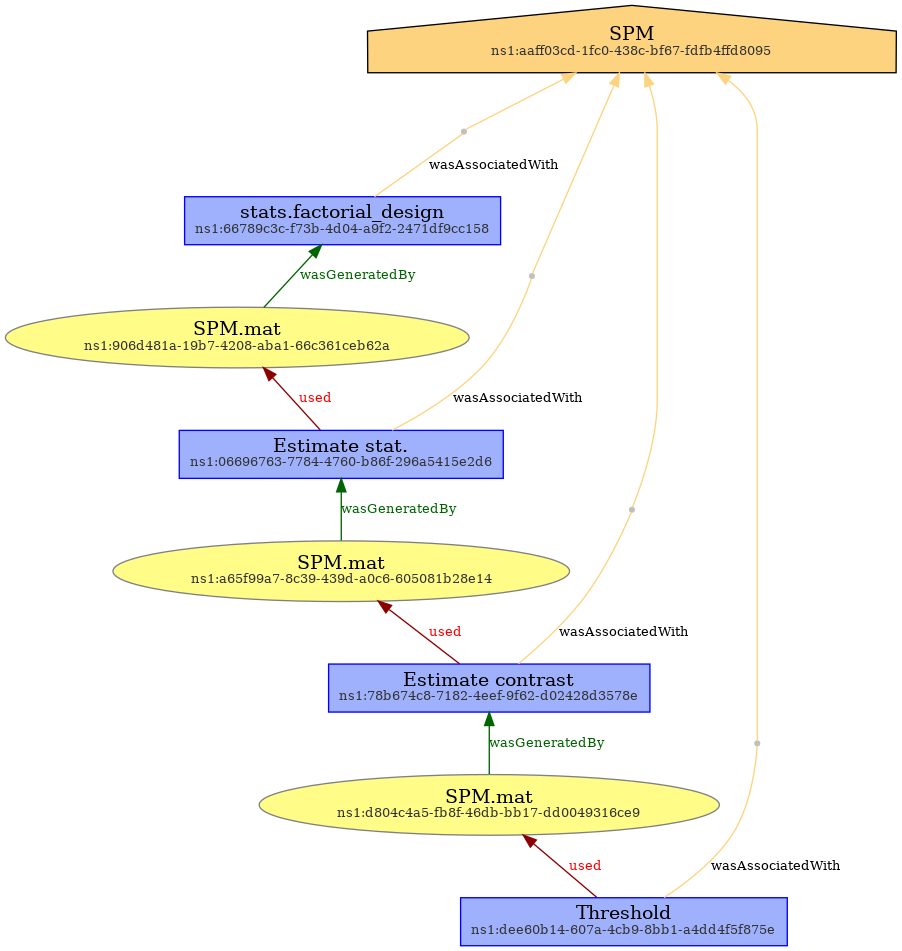 SPM
ns1:aaff03cd-1fc0-438c-bf67-fdfb4ffd8095
wasAssociatedWith
stats.factorial_design
ns1:66789c3c-f73b-4d04-a9f2-2471df9cc158
wasGeneratedBy
SPM.mat
ns1:906d481a-19b7-4208-aba1-66c361ceb62a
used
wasAssociatedWith
Estimate stat.
ns1:06696763-7784-4760-b86f-296a5415e2d6
wasGeneratedBy
SPM.mat
ns1:a65f99a7-8c39-439d-a0c6-605081b28e14
used
wasAssociatedWith
Estimate contrast
ns1:78b674c8-7182-4eef-9f62-d02428d3578e
wasGeneratedBy
SPM.mat
ns1:d804c4a5-fb8f-46db-bb17-dd0049316ce9
used
wasAssociatedWith
Threshold
ns1:dee60b14-607a-4cb9-8bb1-a4dd4f5f875e